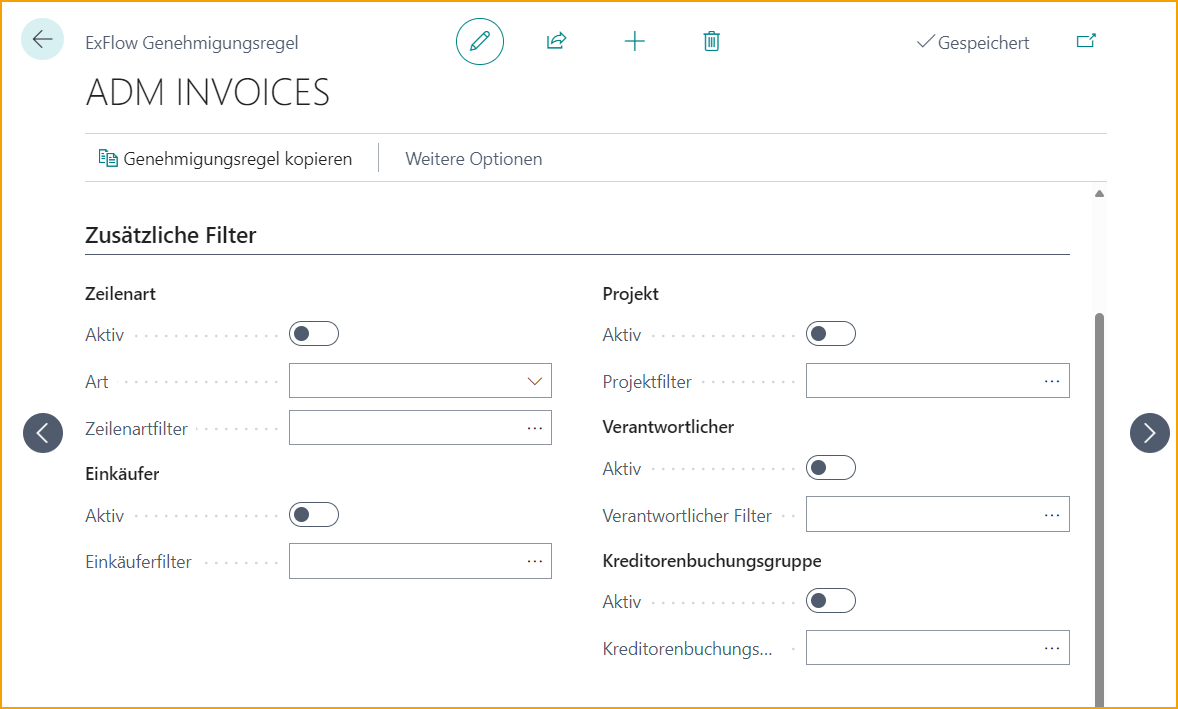 ExFlow Genehmigungsregel
Gespeichert
ADM INVOICES
Genehmigungsregel kopieren
Weitere Optionen
Zusätzliche Filter
Zeilenart
Aktiv
Art
Zeilenartfilter
Einkäufer
Aktiv
Einkäuferfilter
Projekt
Aktiv
Projektfilter
Verantwortlicher
Aktiv
Verantwortlicher Filter
Kreditorenbuchungsgruppe
Aktiv
Kreditorenbuchungs...